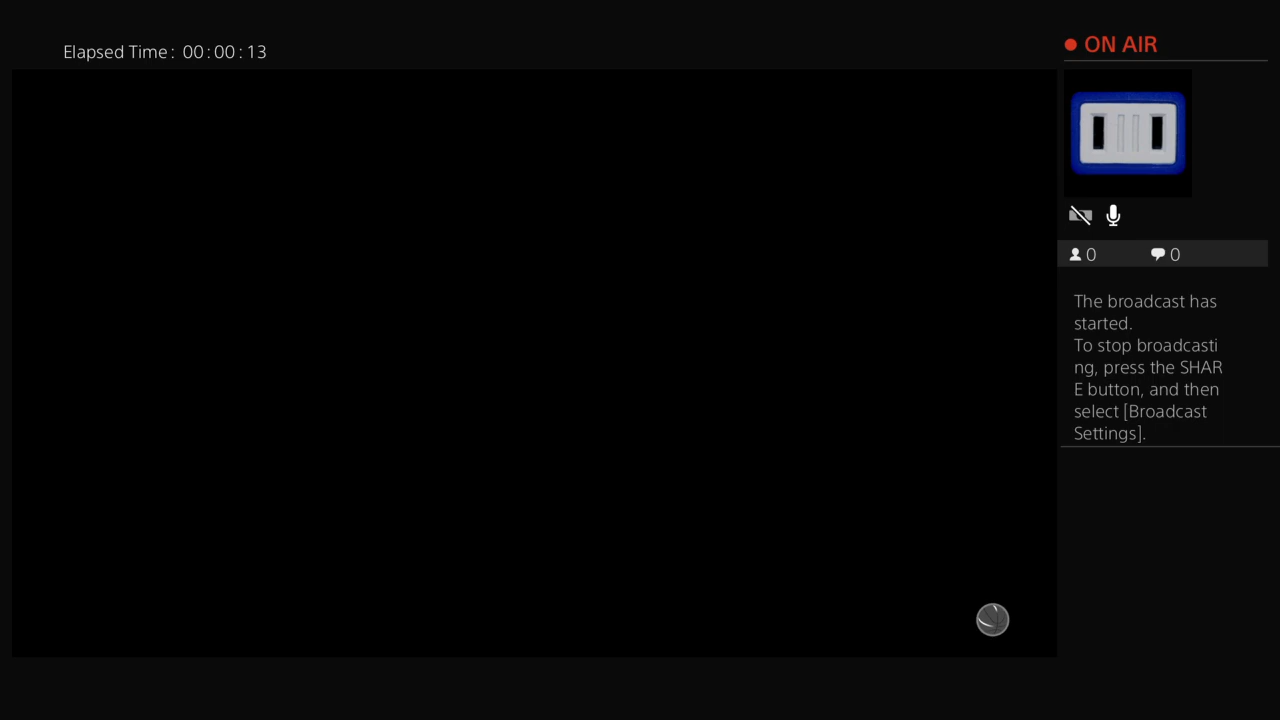 Elapsed Time: 00:00:13
ON AIR
0
0
The broadcast has
started.
To stop broadcasti
ng, press the SHAR
E button, and then
select [Broadcast
Settings].